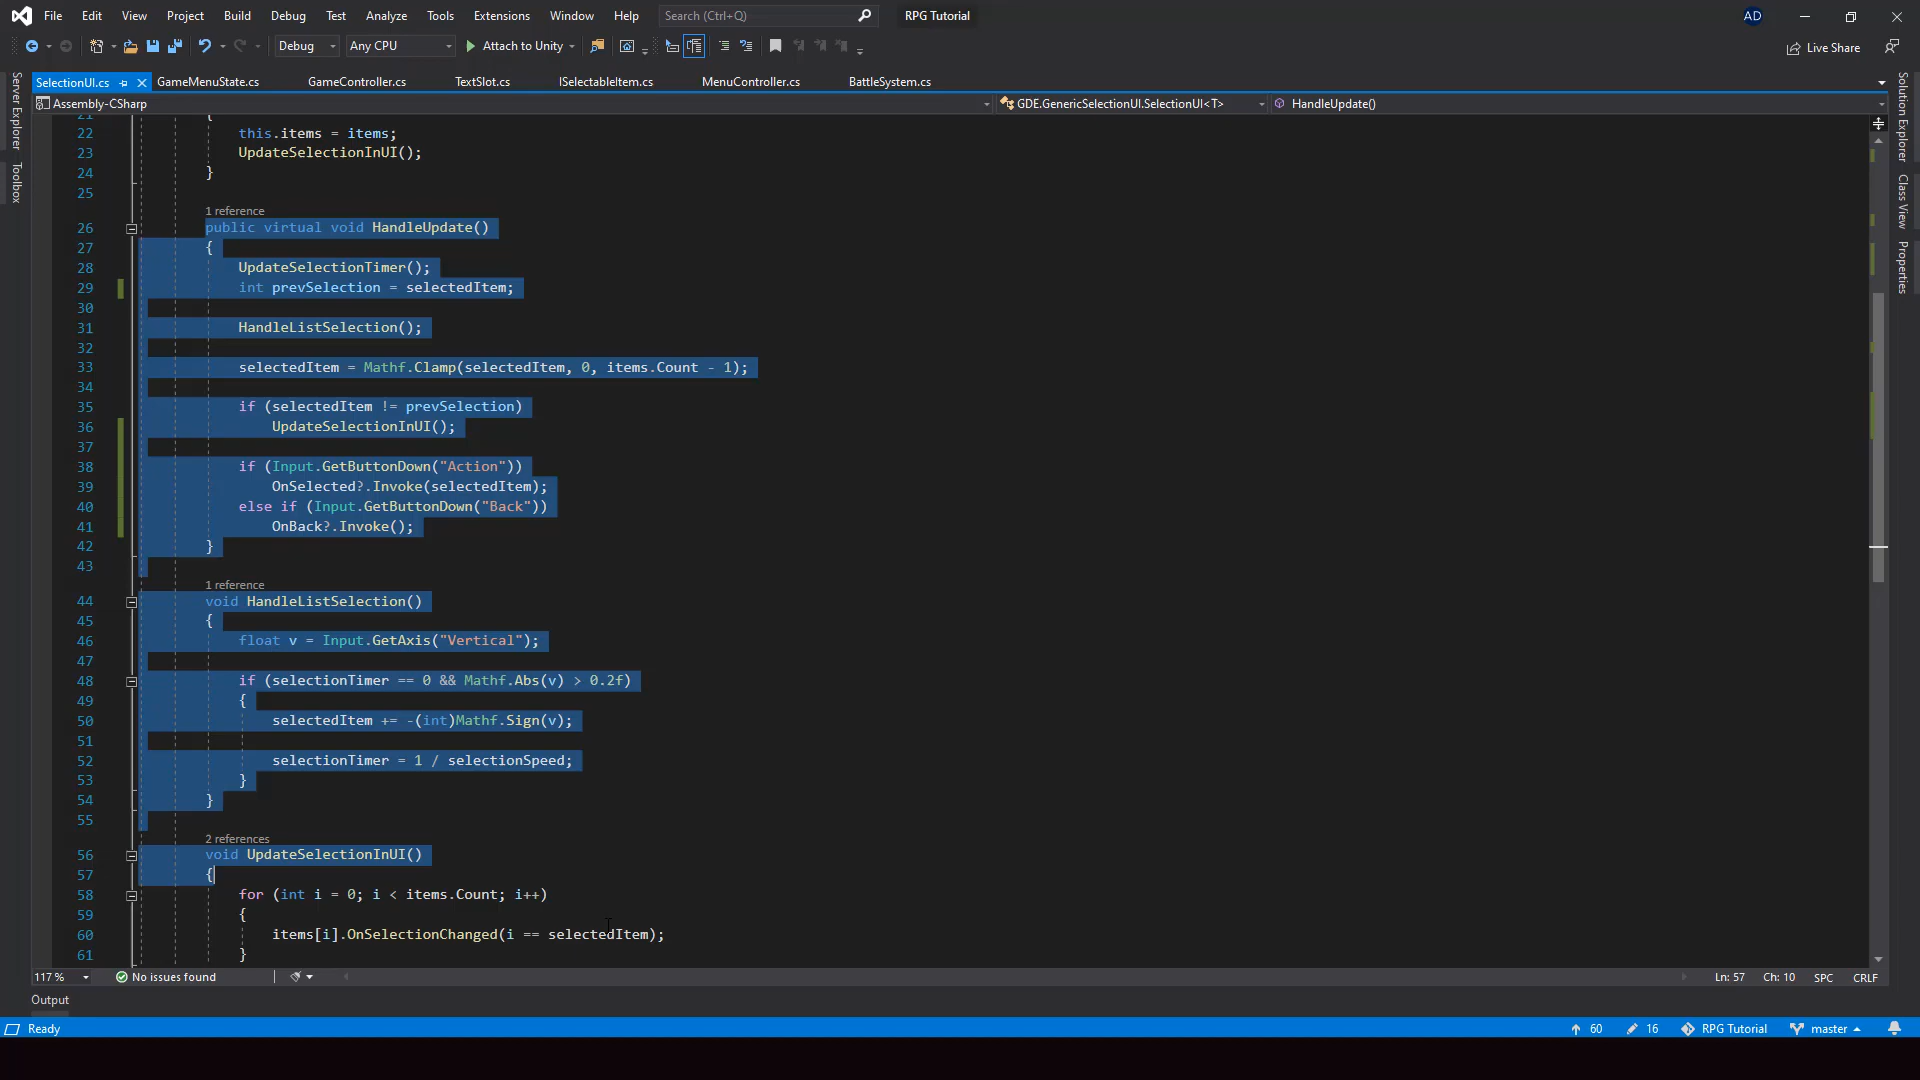 File Edit View Project Build Debug Test Analyze Tools Extensions Window Help Search (Ctrl+Q) RPG Tutorial AD
Debug Any CPU Attach to Unity Live Share
SelectionUI.cs GameMenuState.cs GameController.cs TextSlot.cs ISelectableItem.cs MenuController.cs BattleSystem.cs
Assembly-CSharp GDE.GenericSelectionUI.SelectionUI<T> HandleUpdate()
Server Explorer
Toolbox
Solution Explorer
Class View
Properties
21 {
22 this.items = items;
23 UpdateSelectionInUI();
24 }
25
1 reference
26 public virtual void HandleUpdate()
27 {
28 UpdateSelectionTimer();
29 int prevSelection = selectedItem;
30
31 HandleListSelection();
32
33 selectedItem = Mathf.Clamp(selectedItem, 0, items.Count - 1);
34
35 if (selectedItem != prevSelection)
36 UpdateSelectionInUI();
37
38 if (Input.GetButtonDown("Action"))
39 OnSelected?.Invoke(selectedItem);
40 else if (Input.GetButtonDown("Back"))
41 OnBack?.Invoke();
42 }
43
1 reference
44 void HandleListSelection()
45 {
46 float v = Input.GetAxis("Vertical");
47
48 if (selectionTimer == 0 && Mathf.Abs(v) > 0.2f)
49 {
50 selectedItem += -(int)Mathf.Sign(v);
51
52 selectionTimer = 1 / selectionSpeed;
53 }
54 }
55
2 references
56 void UpdateSelectionInUI()
57 {
58 for (int i = 0; i < items.Count; i++)
59 {
60 items[i].OnSelectionChanged(i == selectedItem);
61 }
117 % No issues found Ln: 57 Ch: 10 SPC CRLF
Output
Ready 60 16 RPG Tutorial master